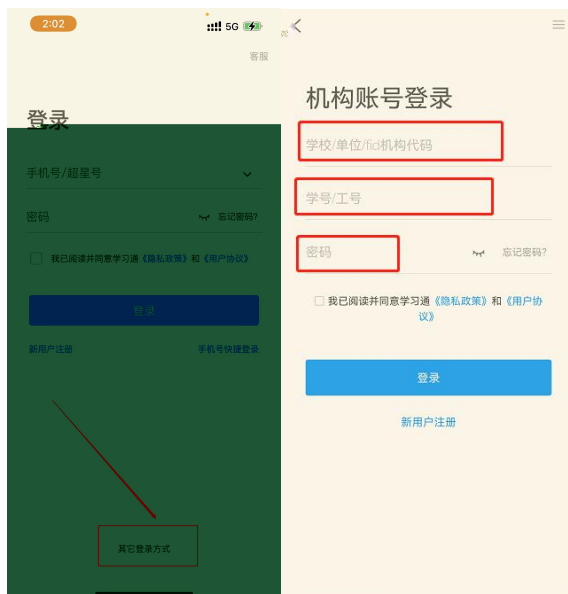 2:02
5G
客服
登录
手机号/超星号
密码
忘记密码?
我已阅读并同意学习通《隐私政策》和《用户协议》
登录
新用户注册
手机号快捷登录
其它登录方式
机构账号登录
学校/单位/fid机构代码
学号/工号
密码
忘记密码?
我已阅读并同意学习通《隐私政策》和《用户协
议》
登录
新用户注册